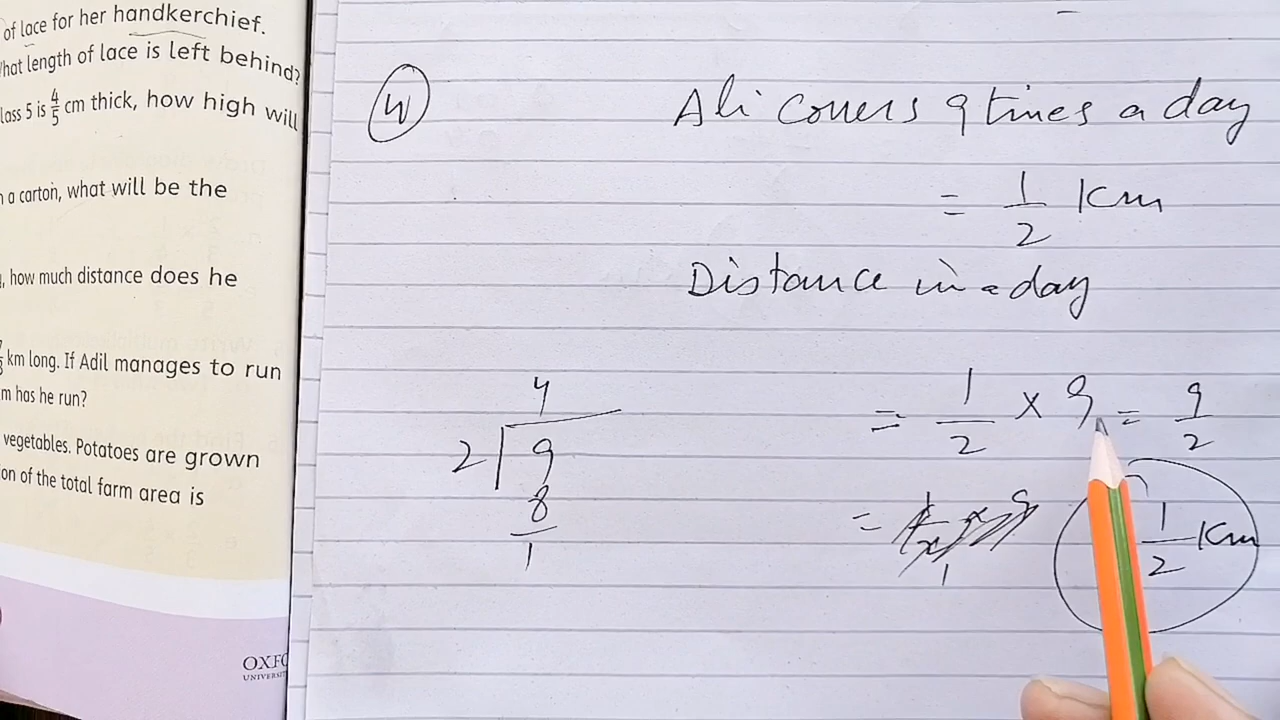 of lace for her handkerchief.
hat length of lace is left behind?
lass 5 is 4/5 cm thick, how high will
n a carton, what will be the
, how much distance does he
km long. If Adil manages to run
m has he run?
vegetables. Potatoes are grown
on of the total farm area is
OXFO
UNIVERSIT
4
Ali covers 9 times a day
= 1/2 Km
Distance in a day
= 1/2 × 9 = 9/2
4
2 9
8
1
= 1/2 Km